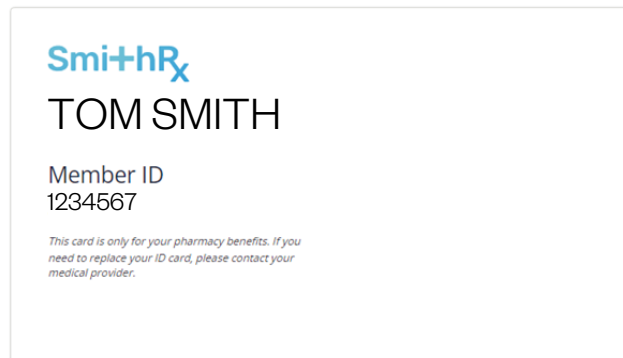 SmithRx
TOM SMITH
Member ID
1234567
This card is only for your pharmacy benefits. If you
need to replace your ID card, please contact your
medical provider.